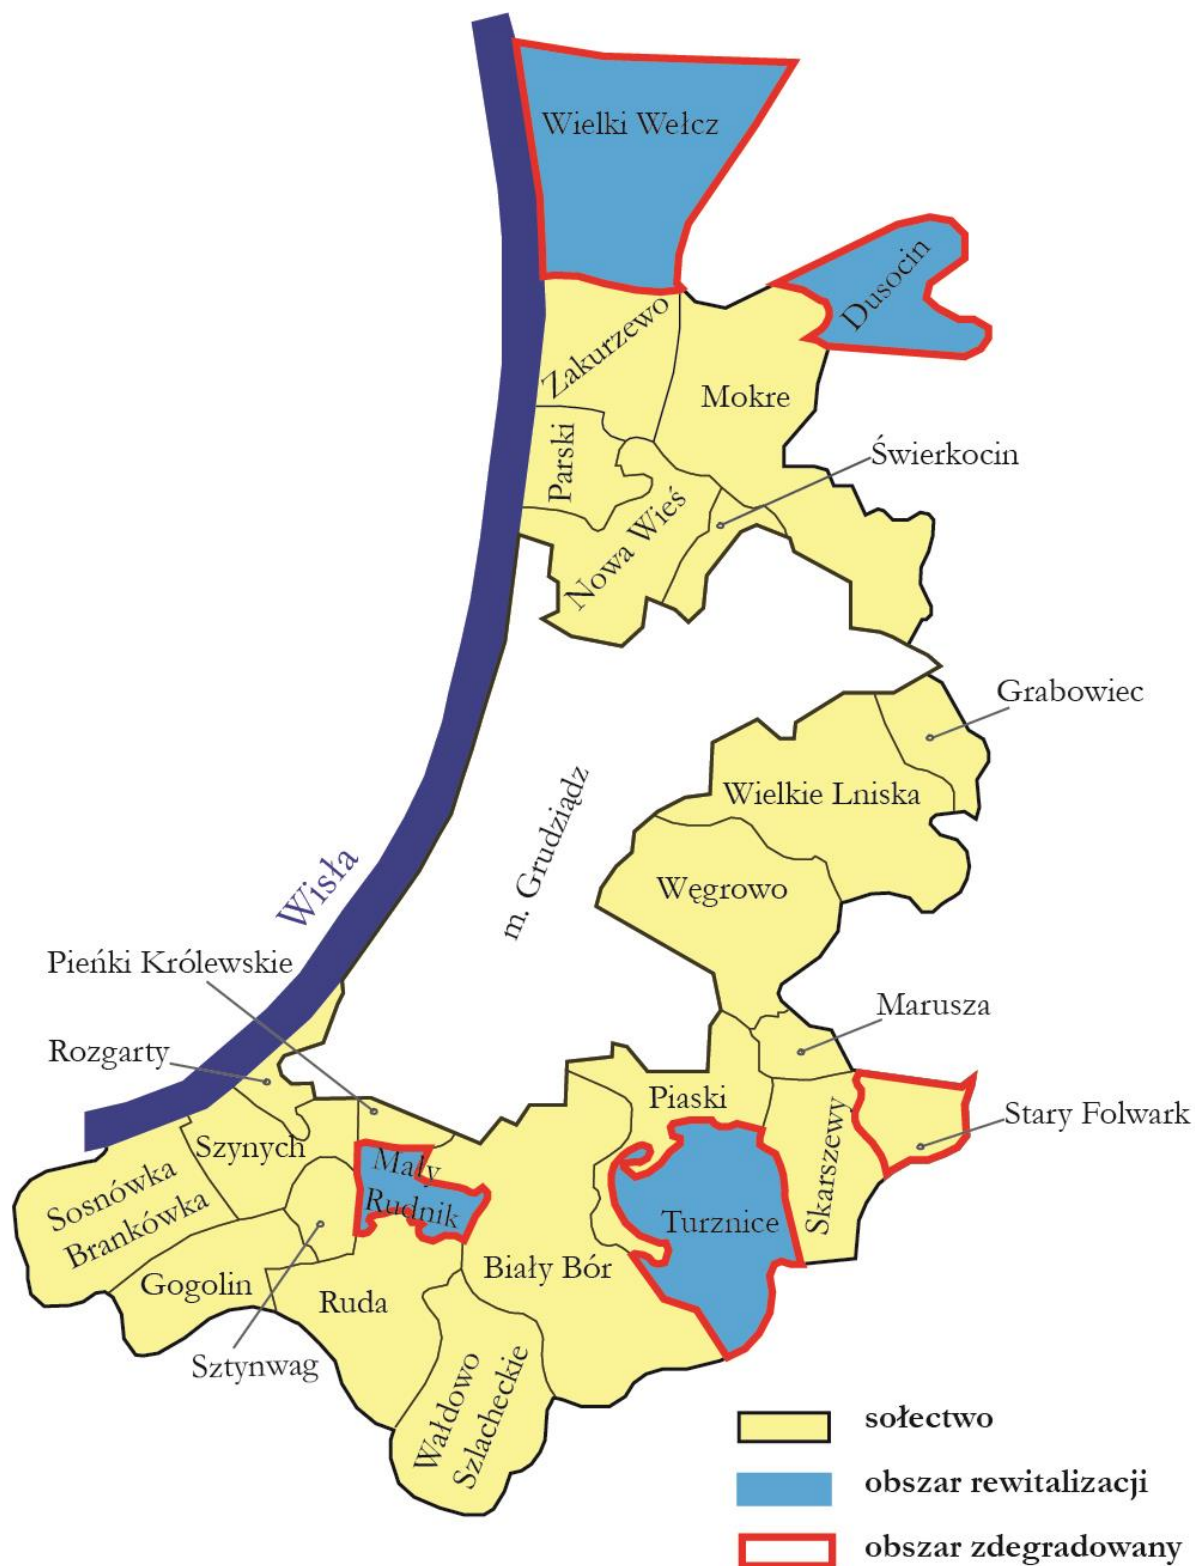 Wielki Wełcz
Dusocin
Zakurzewo
Mokre
Świerkocin
Parski
Nowa Wieś
Grabowiec
Wielkie Lniska
m. Grudziądz
Węgrowo
Wisła
Pieńki Królewskie
Marusza
Rozgarty
Piaski
Stary Folwark
Szynych
Mały
Rudnik
Skarszewy
Sosnówka
Brankówka
Turznice
Biały Bór
Gogolin
Ruda
Sztynwag
Wałdowo
Szlacheckie
sołectwo
obszar rewitalizacji
obszar zdegradowany